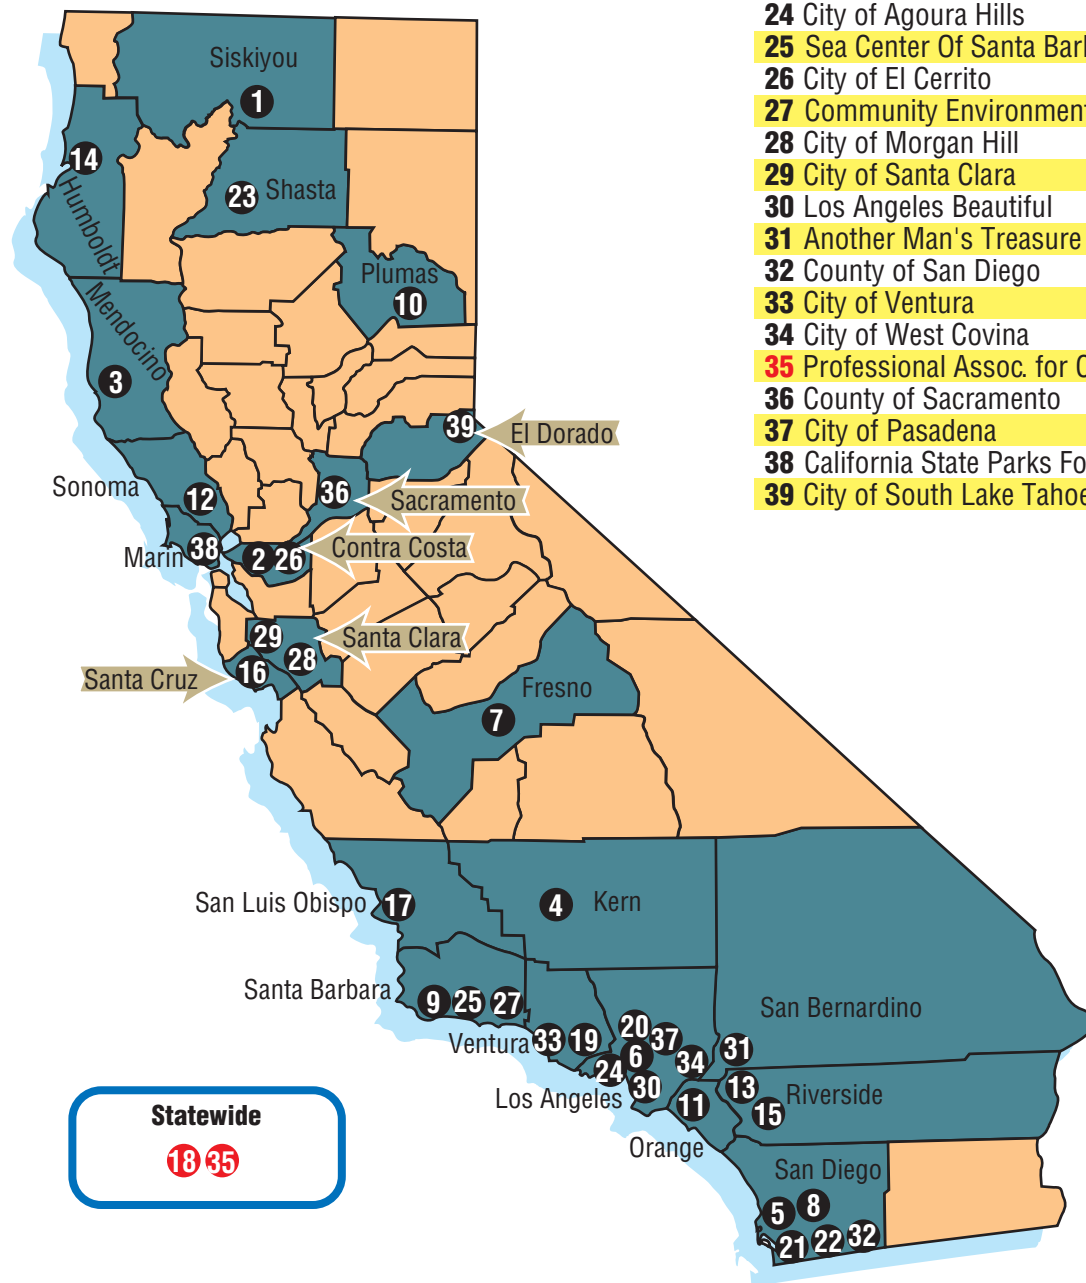 24 City of Agoura Hills
25 Sea Center Of Santa Bar
26 City of El Cerrito
27 Community Environment
28 City of Morgan Hill
29 City of Santa Clara
30 Los Angeles Beautiful
31 Another Man's Treasure
32 County of San Diego
33 City of Ventura
34 City of West Covina
35 Professional Assoc. for
36 County of Sacramento
37 City of Pasadena
38 California State Parks Fo
39 City of South Lake Tahoe
Siskiyou
1
14
Humboldt
23 Shasta
Plumas
10
Mendocino
3
39
El Dorado
Sonoma
12
36
Sacramento
Marin
38
2
26
Contra Costa
29
28
Santa Clara
Santa Cruz
16
Fresno
7
San Luis Obispo
17
4
Kern
Santa Barbara
9
25
27
San Bernardino
Ventura
33
19
20
37
6
34
31
24
30
Los Angeles
11
13
15
Riverside
Orange
San Diego
5
8
21
22
32
Statewide
18 35